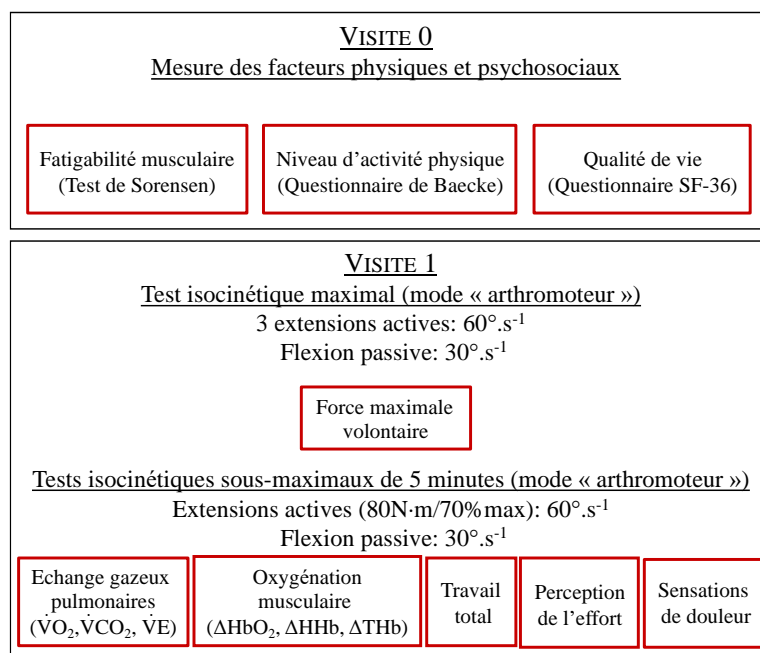 VISITE 0
Mesure des facteurs physiques et psychosociaux
Fatigabilité musculaire
(Test de Sorensen)
Niveau d’activité physique
(Questionnaire de Baecke)
Qualité de vie
(Questionnaire SF-36)
VISITE 1
Test isocinétique maximal (mode « arthromoteur »)
3 extensions actives: 60°.s⁻¹
Flexion passive: 30°.s⁻¹
Force maximale
volontaire
Tests isocinétiques sous-maximaux de 5 minutes (mode « arthromoteur »)
Extensions actives (80N·m/70%max): 60°.s⁻¹
Flexion passive: 30°.s⁻¹
Echange gazeux
pulmonaires
(V̇O₂,V̇CO₂, V̇E)
Oxygénation
musculaire
(ΔHbO₂, ΔHHb, ΔTHb)
Travail
total
Perception
de l’effort
Sensations
de douleur